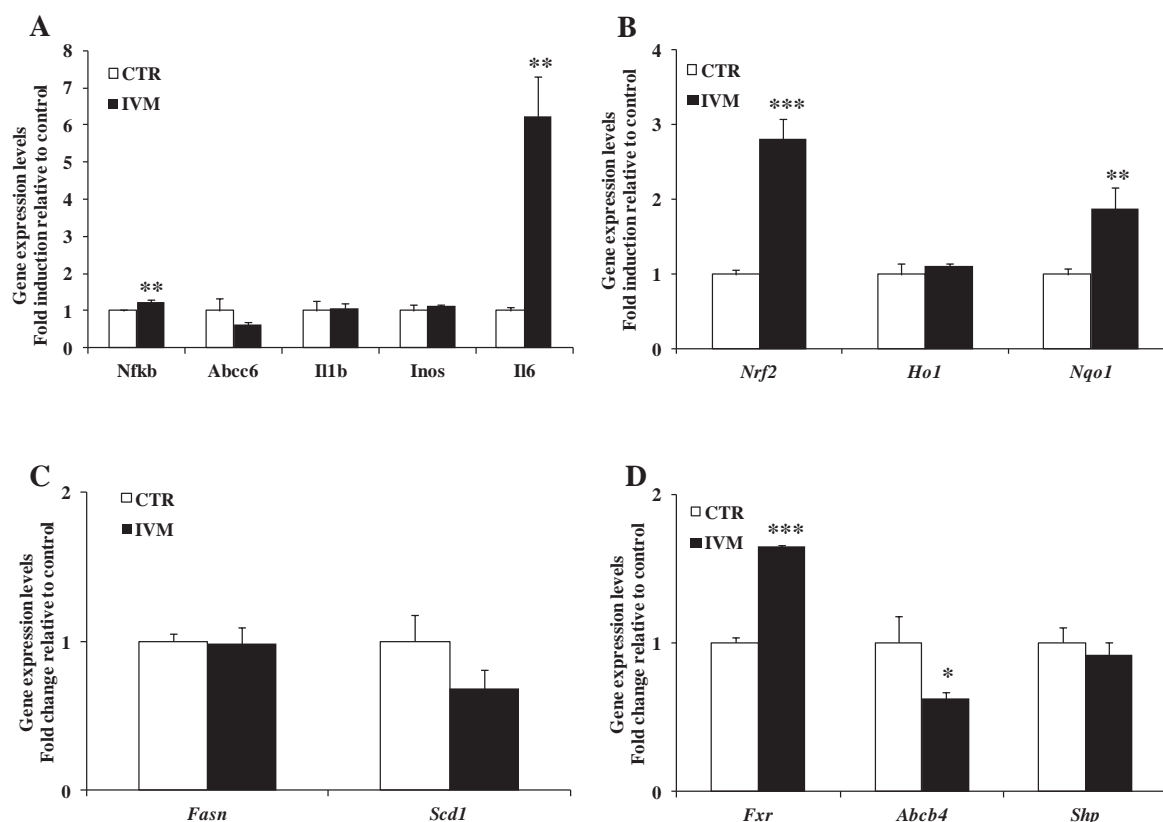 A
Gene expression levels
Fold induction relative to control
8
7
6
5
4
3
2
1
0
CTR
IVM
**
**
Nfkb Abcc6 Il1b Inos Il6
B
Gene expression levels
Fold induction relative to control
4
3
2
1
0
CTR
IVM
***
**
Nrf2 Ho1 Nqo1
C
Gene expression levels
Fold change relative to control
2
1
0
CTR
IVM
Fasn Scd1
D
Gene expression levels
Fold change relative to control
2
1
0
CTR
IVM
***
*
Fxr Abcb4 Shp